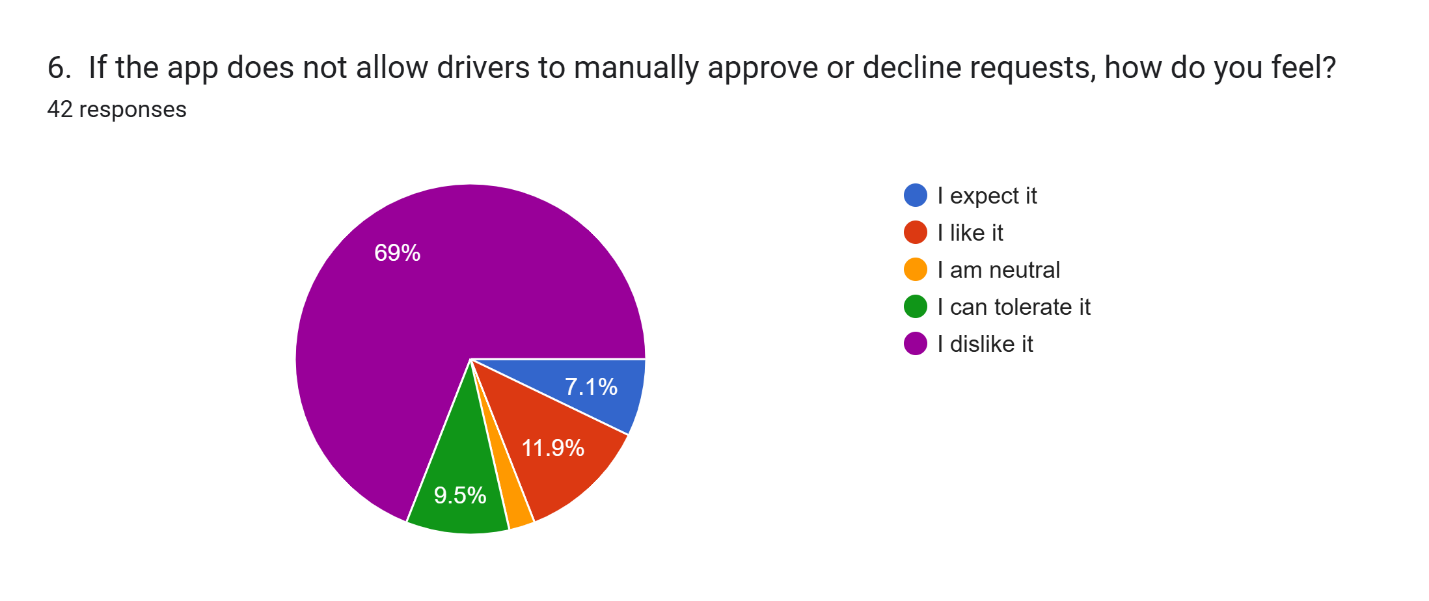 6. If the app does not allow drivers to manually approve or decline requests, how do you feel?
42 responses
69%
7.1%
11.9%
9.5%
I expect it
I like it
I am neutral
I can tolerate it
I dislike it